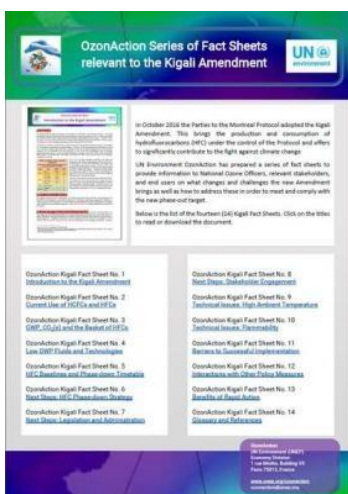 OzonAction Series of Fact Sheets
relevant to the Kigali Amendment
UN
environment
In October 2016 the Parties to the Montreal Protocol adopted the Kigali
Amendment. This brings the production and consumption of
hydrofluorocarbons (HFC) under the control of the Protocol and offers
to significantly contribute to the fight against climate change
UN Environment OzonAction has prepared a series of fact sheets to
provide information to National Ozone Officers, relevant stakeholders,
and end users on what changes and challenges the new Amendment
brings as well as how to address these in order to meet and comply with
the new phase-out target.
Below is the list of the fourteen (14) Kigali Fact Sheets. Click on the titles
to read or download the document.
OzonAction Kigali Fact Sheet No. 1
Introduction to the Kigali Amendment
OzonAction Kigali Fact Sheet No. 2
Current Use of HCFCs and HFCs
OzonAction Kigali Fact Sheet No. 3
GWP, CO₂(e) and the Basket of HFCs
OzonAction Kigali Fact Sheet No. 4
Low GWP Fluids and Technologies
OzonAction Kigali Fact Sheet No. 5
HFC Baselines and Phase-down Timetable
OzonAction Kigali Fact Sheet No. 6
Next Steps: HFC Phase-down Strategy
OzonAction Kigali Fact Sheet No. 7
Next Steps: Legislation and Administration
OzonAction Kigali Fact Sheet No. 8
Next Steps: Stakeholder Engagement
OzonAction Kigali Fact Sheet No. 9
Technical Issues: High Ambient Temperature
OzonAction Kigali Fact Sheet No. 10
Technical Issues: Flammability
OzonAction Kigali Fact Sheet No. 11
Barriers to Successful Implementation
OzonAction Kigali Fact Sheet No. 12
Interactions with Other Policy Measures
OzonAction Kigali Fact Sheet No. 13
Benefits of Rapid Action
OzonAction Kigali Fact Sheet No. 14
Glossary and References
OzonAction
UN Environment (UNEP)
Economy Division
1 rue Miollis, Building VII
Paris 75015, France